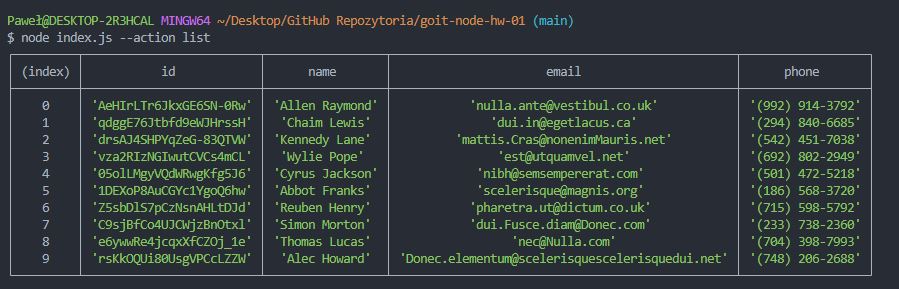 Paweł@DESKTOP-2R3HCAL MINGW64 ~/Desktop/GitHub Repozytoria/goit-node-hw-01 (main)
$ node index.js --action list
(index) id name email phone
0 'AeHIrLTr6JkxGE6SN-0Rw' 'Allen Raymond' 'nulla.ante@vestibul.co.uk' '(992) 914-3792'
1 'qdggE76Jtbfd9eWJHrssH' 'Chaim Lewis' 'dui.in@egetlacus.ca' '(294) 840-6685'
2 'drsAJ4SHPYqZeG-83QTVW' 'Kennedy Lane' 'mattis.Cras@nonenimMauris.net' '(542) 451-7038'
3 'vza2RIzNGIwutCVCs4mCL' 'Wylie Pope' 'est@utquamvel.net' '(692) 802-2949'
4 '05olLMgyVQdWRwgKfg5J6' 'Cyrus Jackson' 'nibh@semsempererat.com' '(501) 472-5218'
5 '1DEXoP8AuCGYc1YgoQ6hw' 'Abbot Franks' 'scelerisque@magnis.org' '(186) 568-3720'
6 'Z5sbDlS7pCzNsnAHLtDJd' 'Reuben Henry' 'pharetra.ut@dictum.co.uk' '(715) 598-5792'
7 'C9sjBfCo4UJCWjzBnOtxl' 'Simon Morton' 'dui.Fusce.diam@Donec.com' '(233) 738-2360'
8 'e6ywwRe4jcqxXfCZOj_1e' 'Thomas Lucas' 'nec@Nulla.com' '(704) 398-7993'
9 'rsKkOQUi80UsgVPCcLZZW' 'Alec Howard' 'Donec.elementum@scelerisquescelerisquedui.net' '(748) 206-2688'